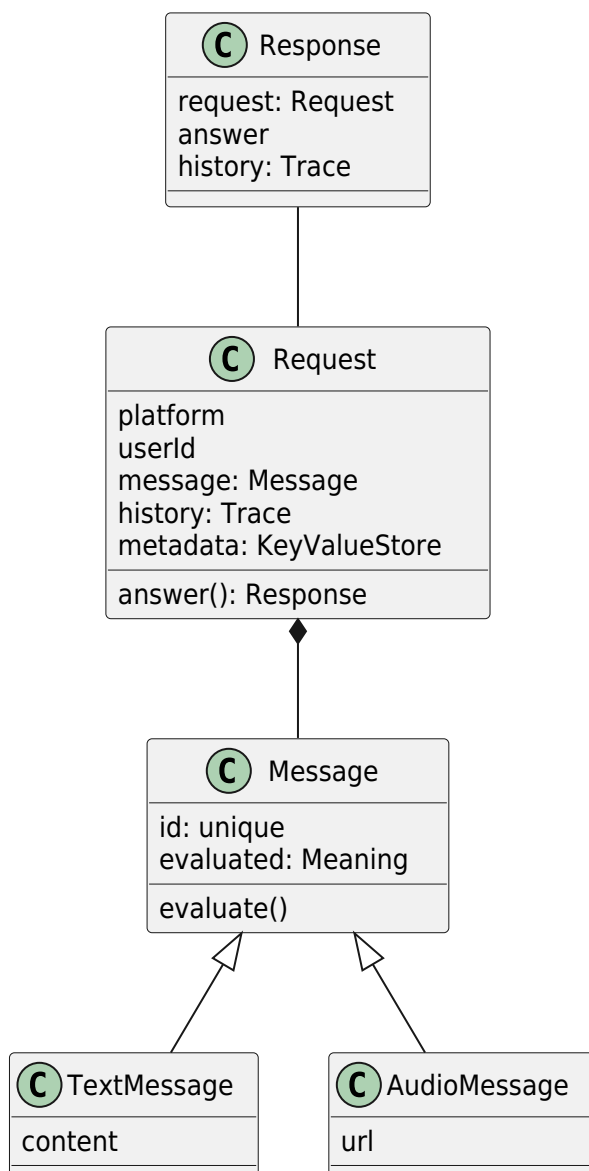 C Response
request: Request
answer
history: Trace
C Request
platform
userId
message: Message
history: Trace
metadata: KeyValueStore
answer(): Response
C Message
id: unique
evaluated: Meaning
evaluate()
C TextMessage
content
C AudioMessage
url